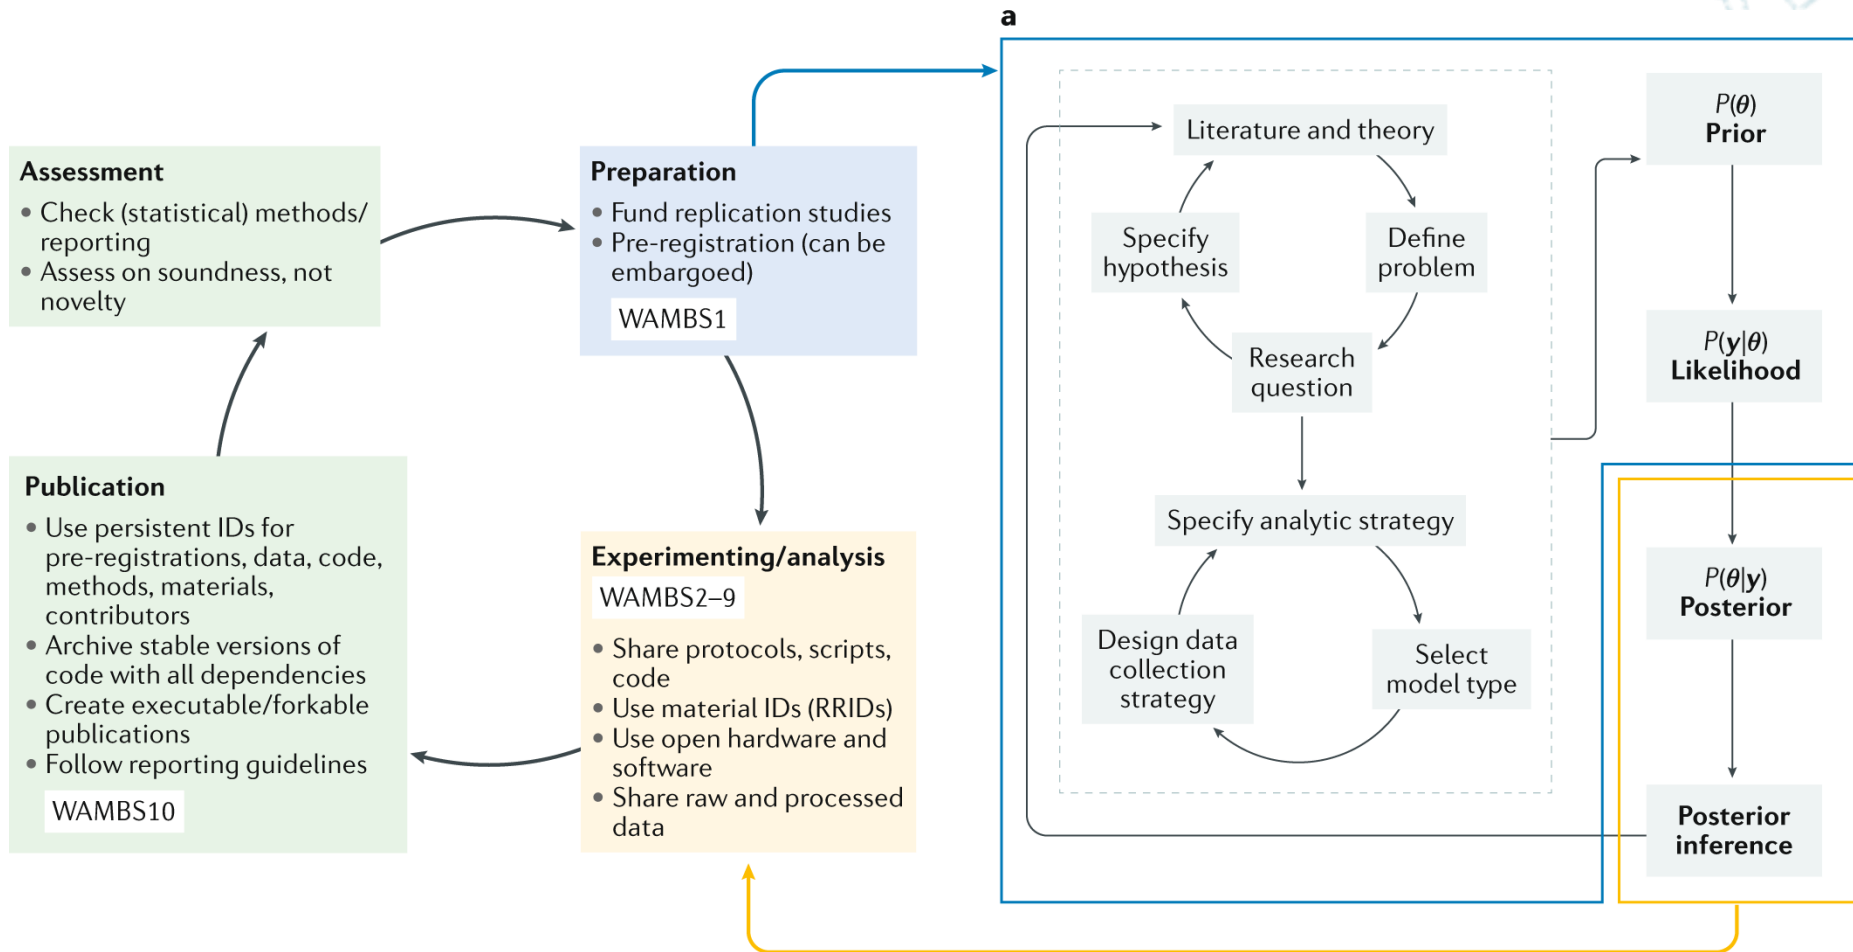 a
Assessment
• Check (statistical) methods/
reporting
• Assess on soundness, not
novelty
Preparation
• Fund replication studies
• Pre-registration (can be
embargoed)
WAMBS1
Publication
• Use persistent IDs for
pre-registrations, data, code,
methods, materials,
contributors
• Archive stable versions of
code with all dependencies
• Create executable/forkable
publications
• Follow reporting guidelines
WAMBS10
Experimenting/analysis
WAMBS2–9
• Share protocols, scripts,
code
• Use material IDs (RRIDs)
• Use open hardware and
software
• Share raw and processed
data
Literature and theory
Define
problem
Research
question
Specify
hypothesis
Specify analytic strategy
Select
model type
Design data
collection
strategy
P(θ)
Prior
P(y|θ)
Likelihood
P(θ|y)
Posterior
Posterior
inference